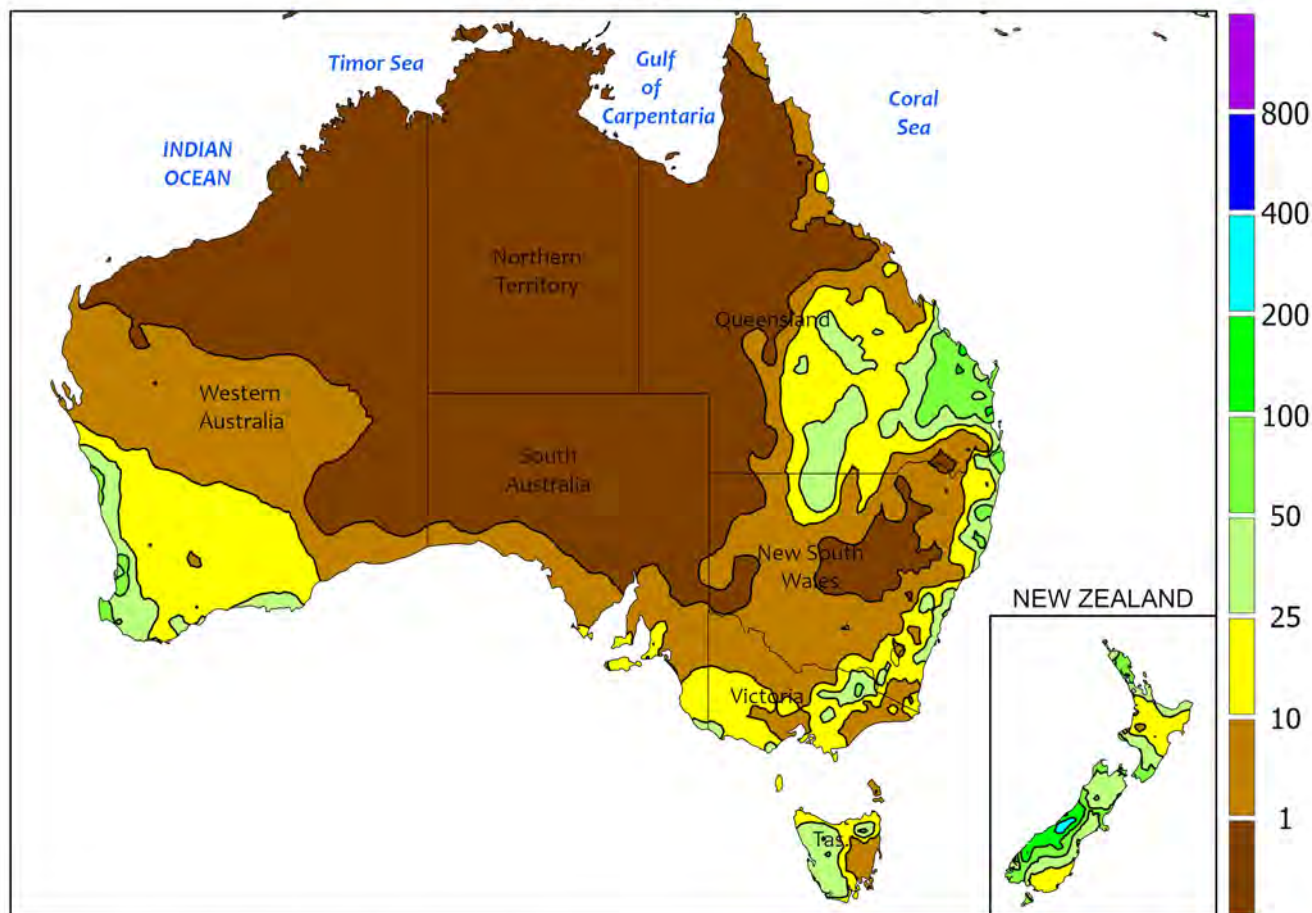 Timor Sea
Gulf
of
Carpentaria
Coral
Sea
INDIAN
OCEAN
Northern
Territory
Queensland
Western
Australia
South
Australia
New South
Wales
Victoria
Tas.
NEW ZEALAND
800
400
200
100
50
25
10
1